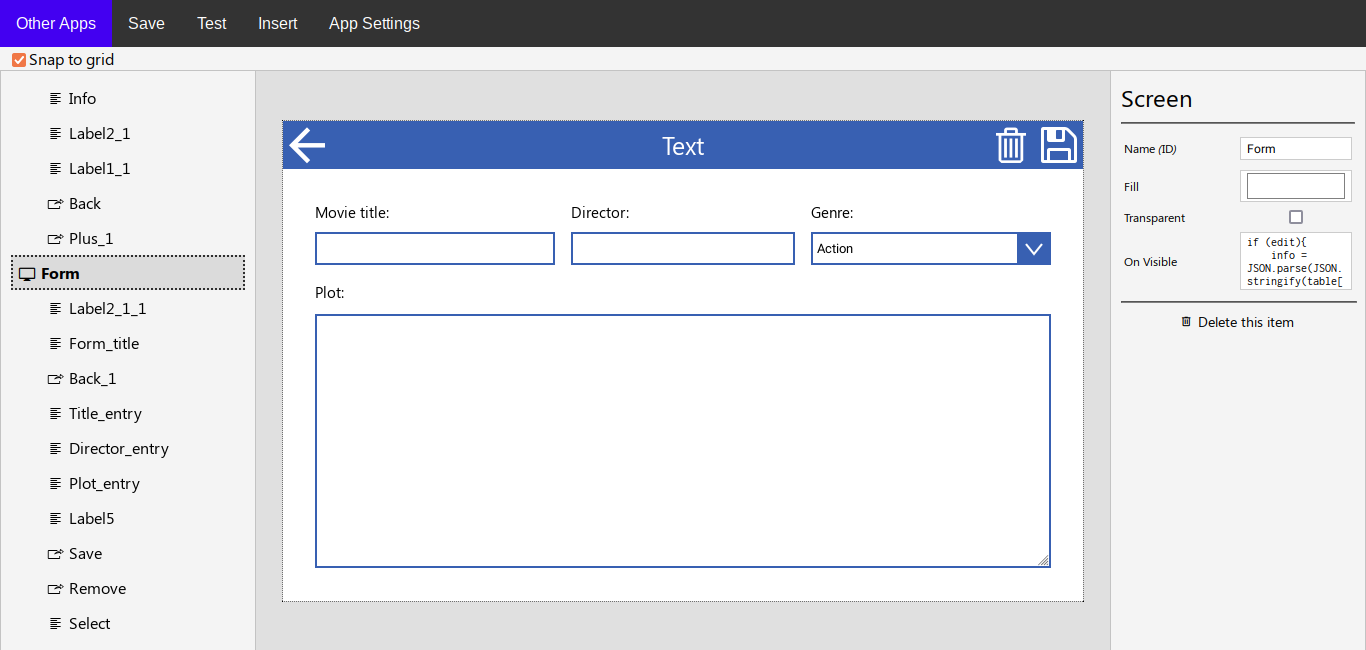 Other Apps Save Test Insert App Settings
Snap to grid
Info
Label2_1
Label1_1
Back
Plus_1
Form
Label2_1_1
Form_title
Back_1
Title_entry
Director_entry
Plot_entry
Label5
Save
Remove
Select
Text
Movie title: Director: Genre:
Action
Plot:
Screen
Name (ID) Form
Fill
Transparent
On Visible
if (edit){
info =
JSON.parse(JSON.
stringify(table[
Delete this item